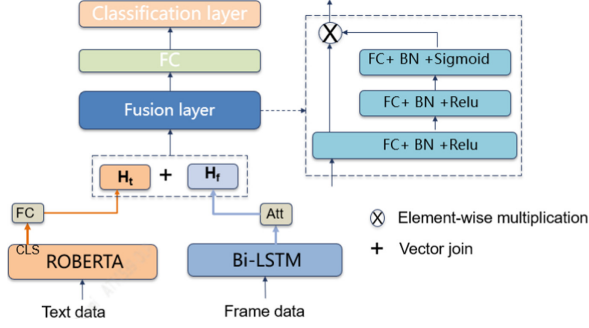 Classification layer
FC
Fusion layer
FC+ BN +Sigmoid
FC+ BN +Relu
FC+ BN +Relu
Ht + Hf
FC
Att
CLS
ROBERTA
Bi-LSTM
Text data
Frame data
X Element-wise multiplication
+ Vector join